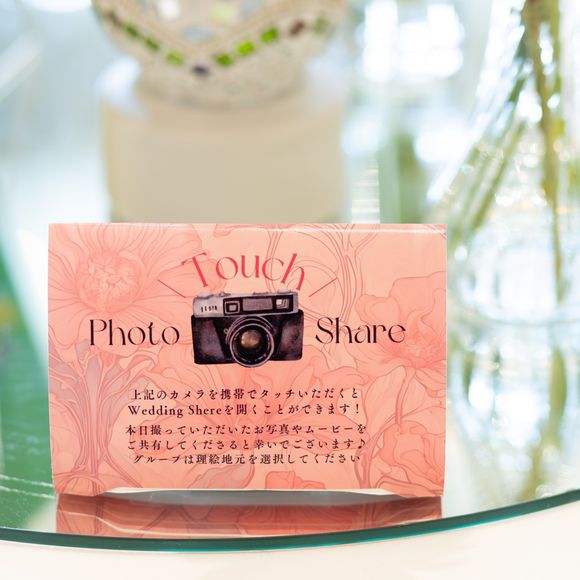 \ Touch /
Photo Share
上記のカメラを携帯でタッチいただくと
Wedding Shereを開くことができます！
本日撮っていただいたお写真やムービーを
ご共有してくださると幸いでございます♪
グループは理絵地元を選択してください